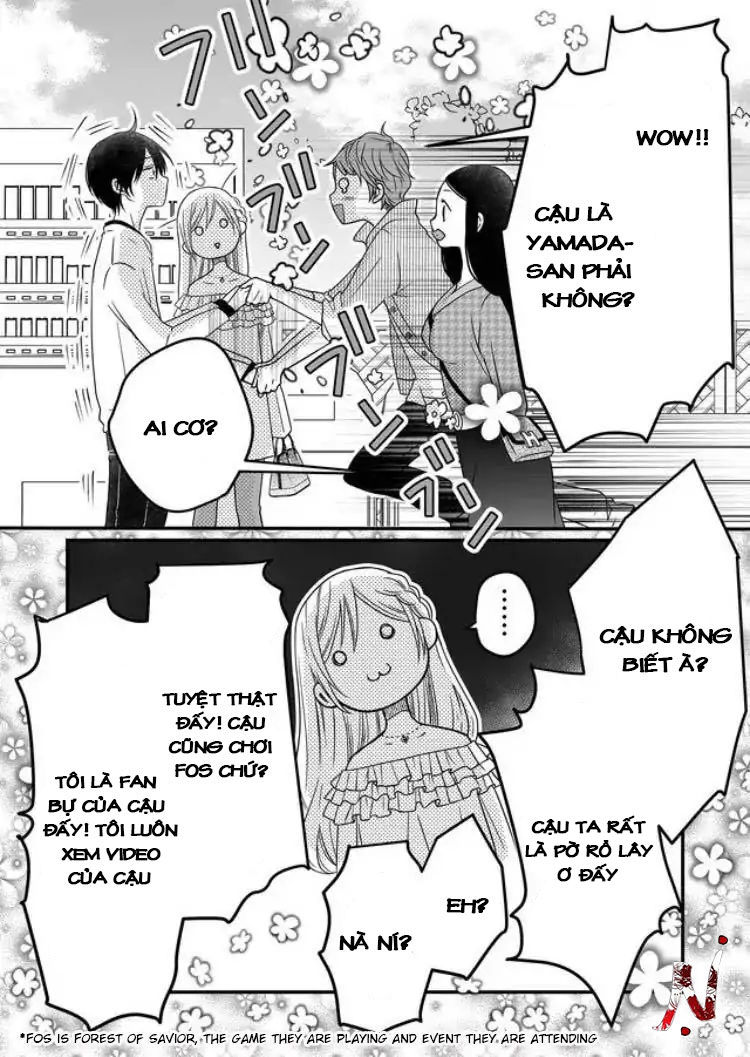 WOW!!
CẬU LÀ
YAMADA-
SAN PHẢI
KHÔNG?
AI CƠ?
CẬU KHÔNG
BIẾT À?
CẬU TA RẤT
LÀ PỜ RỎ LÂY
Ơ ĐẤY
EH?
NÀ NÍ?
TUYỆT THẬT
ĐẤY! CẬU
CŨNG CHƠI
FOS CHỨ?
TÔI LÀ FAN
BỰ CỦA CẬU
ĐẤY! TÔI LUÔN
XEM VIDEO
CỦA CẬU
*FOS IS FOREST OF SAVIOR, THE GAME THEY ARE PLAYING AND EVENT THEY ARE ATTENDING